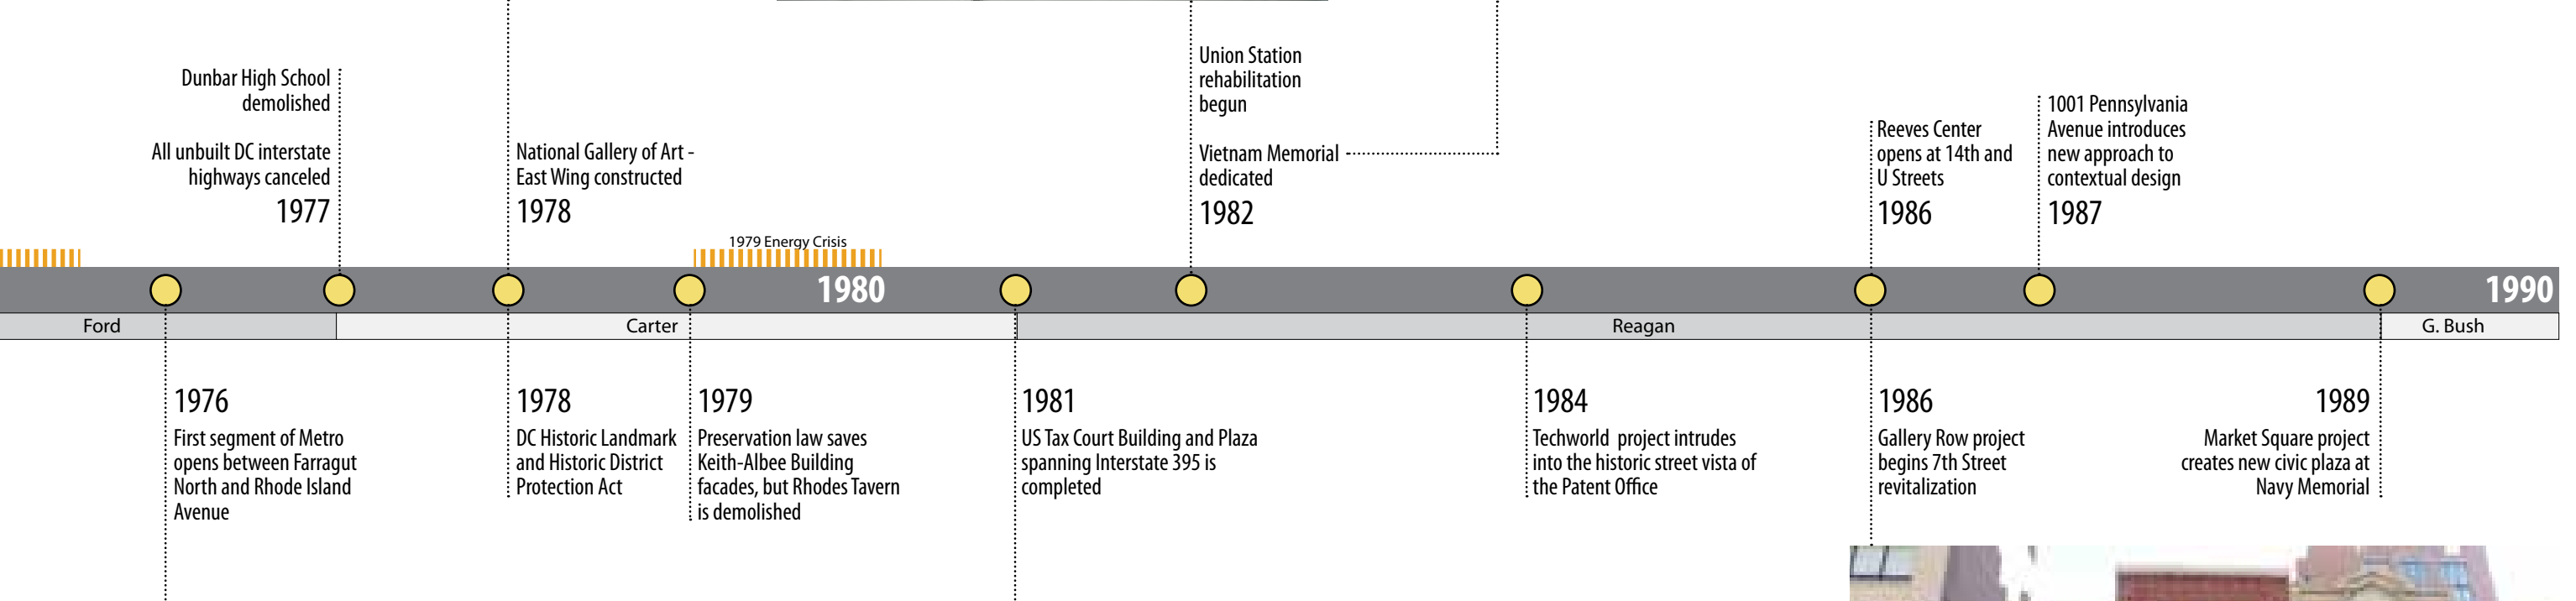 Dunbar High School
demolished
All unbuilt DC interstate
highways canceled
1977
National Gallery of Art -
East Wing constructed
1978
Union Station
rehabilitation
begun
Vietnam Memorial
dedicated
1982
Reeves Center
opens at 14th and
U Streets
1986
1001 Pennsylvania
Avenue introduces
new approach to
contextual design
1987
1979 Energy Crisis
1980
1990
Ford
Carter
Reagan
G. Bush
1976
First segment of Metro
opens between Farragut
North and Rhode Island
Avenue
1978
DC Historic Landmark
and Historic District
Protection Act
1979
Preservation law saves
Keith-Albee Building
facades, but Rhodes Tavern
is demolished
1981
US Tax Court Building and Plaza
spanning Interstate 395 is
completed
1984
Techworld  project intrudes
into the historic street vista of
the Patent Office
1986
Gallery Row project
begins 7th Street
revitalization
1989
Market Square project
creates new civic plaza at
Navy Memorial